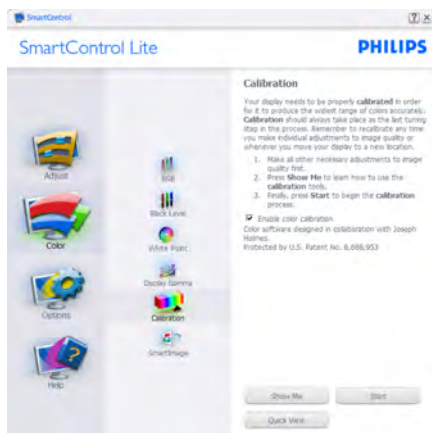 SmartControl
SmartControl Lite
PHILIPS
Adjust
Color
Options
Help
RGB
Black Level
White Point
Display Gamma
Calibration
SmartImage
Calibration
Your display needs to be properly calibrated in order
for it to produce the widest range of colors accurately.
Calibration should always take place as the last tuning
step in the process. Remember to recalibrate any time
you make individual adjustments to image quality or
whenever you move your display to a new location.
1. Make all other necessary adjustments to image
quality first.
2. Press Show Me to learn how to use the
calibration tools.
3. Finally, press Start to begin the calibration
process.
Enable color calibration
Color software designed in collaboration with Joseph
Holmes.
Protected by U.S. Patent No.
Show Me
Start
Quick View